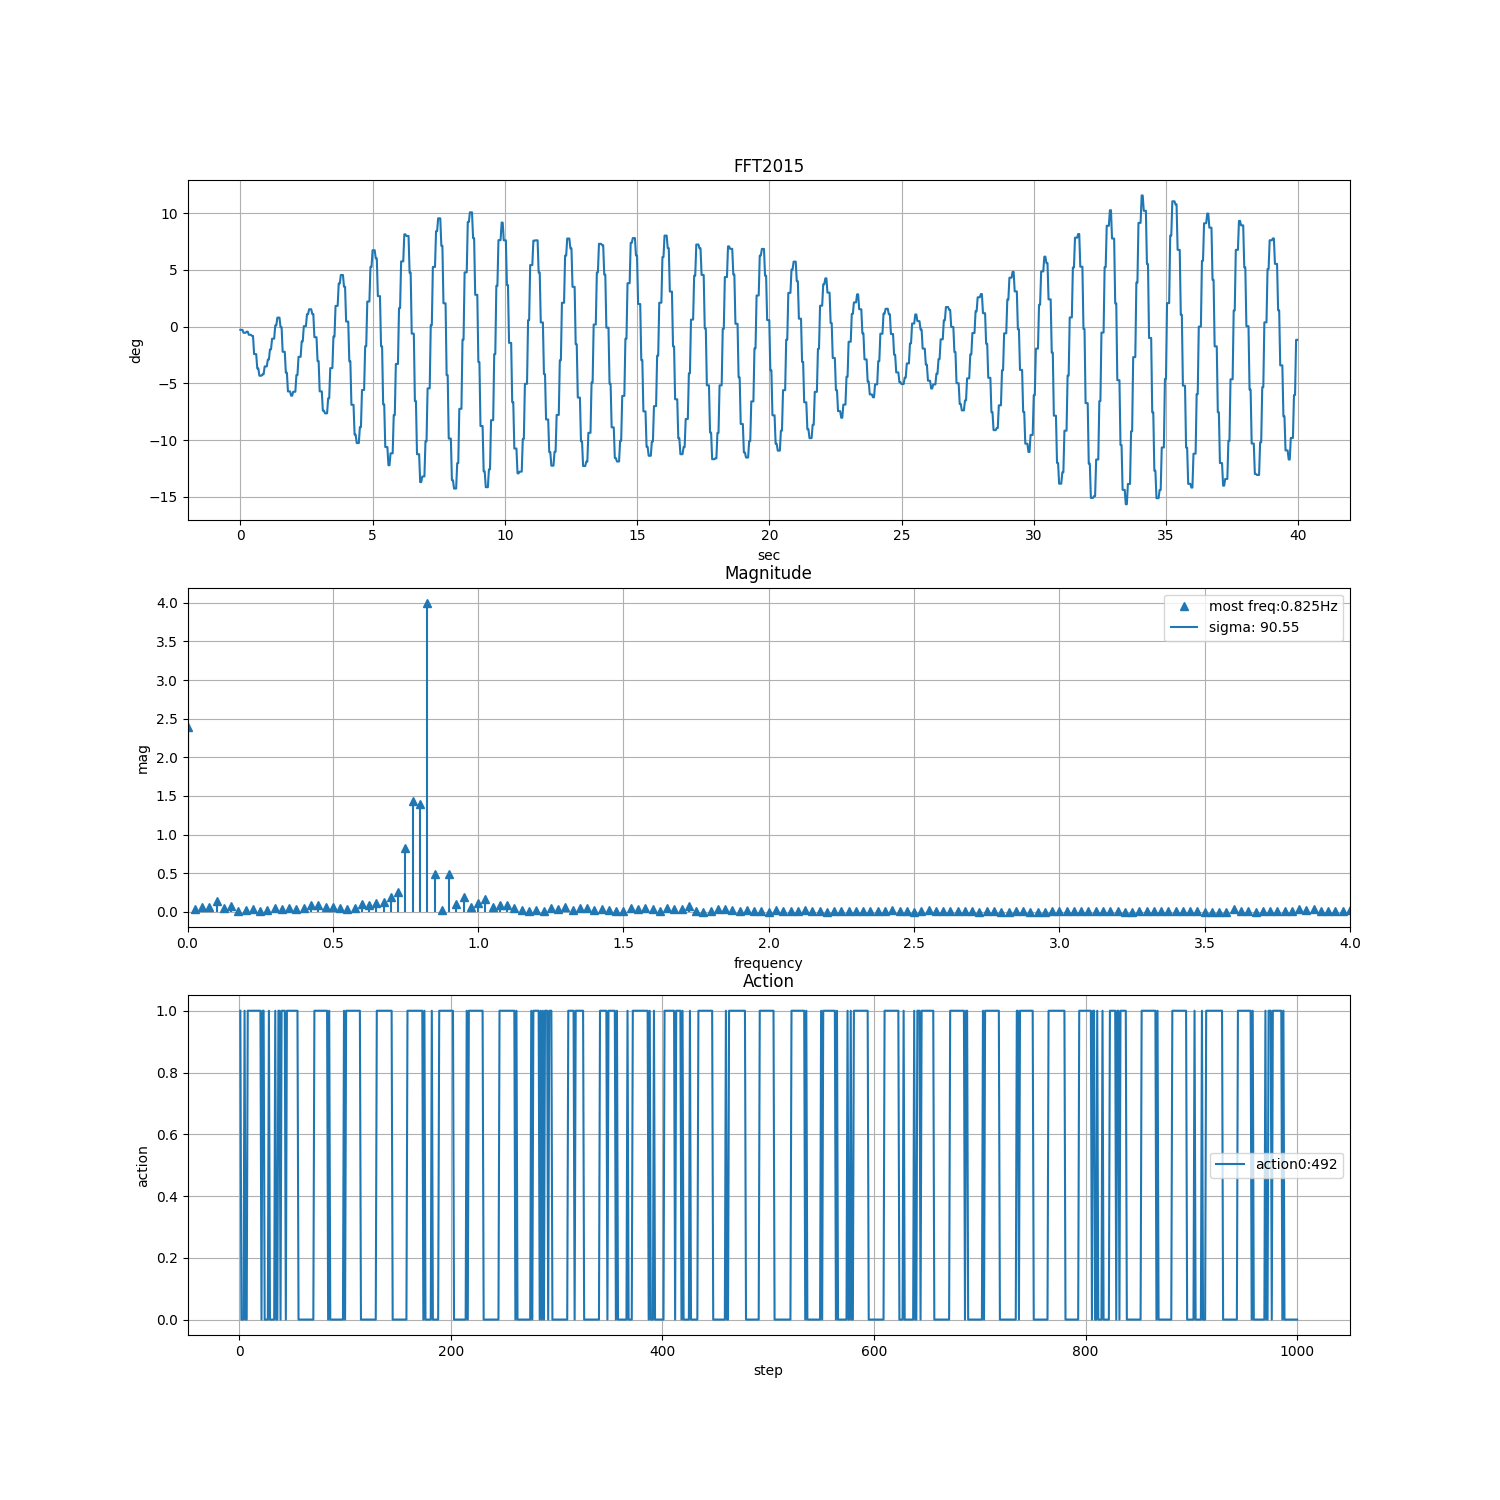 FFT2015
10
5
0
−5
−10
−15
deg
0 5 10 15 20 25 30 35 40
sec
Magnitude
4.0
3.5
3.0
2.5
2.0
1.5
1.0
0.5
0.0
mag
most freq:0.825Hz
sigma: 90.55
0.0 0.5 1.0 1.5 2.0 2.5 3.0 3.5 4.0
frequency
Action
1.0
0.8
0.6
0.4
0.2
0.0
action
action0:492
0 200 400 600 800 1000
step